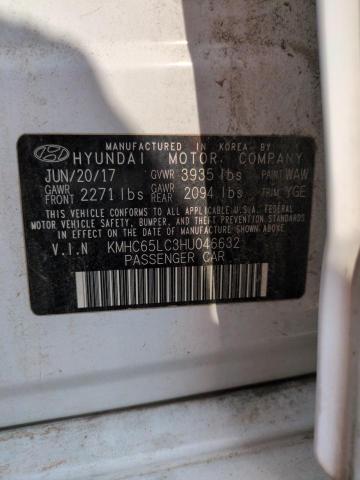 MANUFACTURED IN KOREA BY
HYUNDAI MOTOR COMPANY
JUN/20/17 GVWR 3935 lbs PAINT WAW
GAWR FRONT 2271 lbs GAWR REAR 2094 lbs TRIM YGE
THIS VEHICLE CONFORMS TO ALL APPLICABLE U.S.A. FEDERAL
MOTOR VEHICLE SAFETY, BUMPER, AND THEFT
PREVENTION STANDARDS IN EFFECT ON THE DATE OF
MANUFACTURE SHOWN ABOVE.
V.I.N KMHC65LC3HU046632
PASSENGER CAR